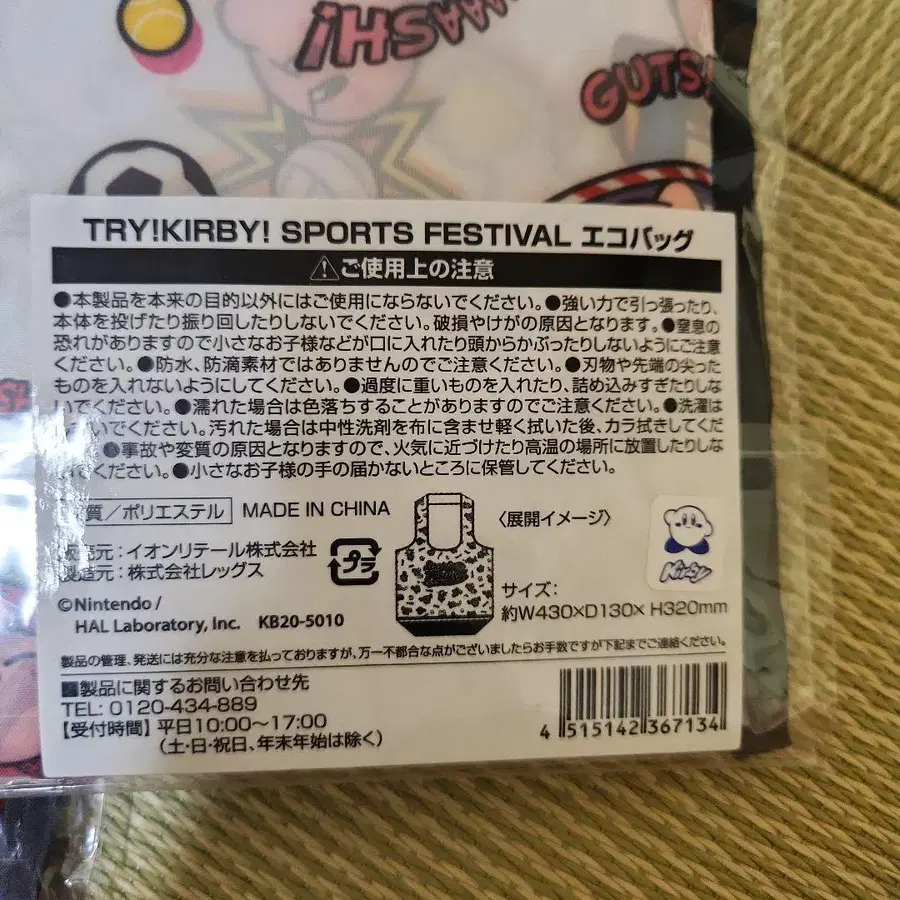 GUTS!
TRY!KIRBY! SPORTS FESTIVAL エコバッグ
⚠ご使用上の注意
●本製品を本来の目的以外にはご使用にならないでください。●強い力で引っ張ったり、
本体を投げたり振り回したりしないでください。破損やけがの原因となります。●窒息の
恐れがありますので小さなお子様などが口に入れたり頭からかぶったりしないようにご注意
ください。●防水、防滴素材ではありませんのでご注意ください。●刃物や先端の尖った
ものを入れないようにしてください。●過度に重いものを入れたり、詰め込みすぎたりしな
いでください。●濡れた場合は色落ちすることがありますのでご注意ください。●洗濯は
ないでください。汚れた場合は中性洗剤を布に含ませ軽く拭いた後、カラ拭きしてくだ
●事故や変質の原因となりますので、火気に近づけたり高温の場所に放置したりしな
でください。●小さなお子様の手の届かないところに保管してください。
質／ポリエステル MADE IN CHINA
〈展開イメージ〉
販売元：イオンリテール株式会社
製造元：株式会社レッグス
プラ
Kirby
サイズ：
約W430×D130× H320mm
©Nintendo /
HAL Laboratory, Inc. KB20-5010
製品の管理、発送には充分な注意を払っておりますが、万一不都合な点がございましたらお手数ですが下記までご連絡ください。
■製品に関するお問い合わせ先
TEL: 0120-434-889
【受付時間】平日10:00～17:00
（土・日・祝日、年末年始は除く）
4 515142 367134